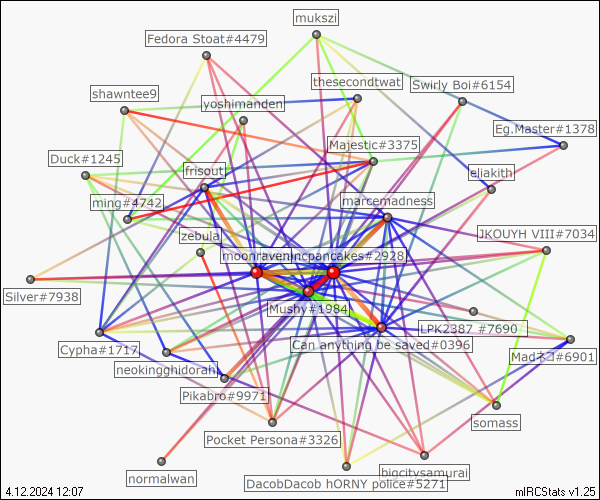 mukszi
Fedora Stoat#4479
thesecondtwat
Swirly Boi#6154
shawntee9
yoshimanden
Eg.Master#1378
Majestic#3375
Duck#1245
frisout
eliakith
ming#4742
marcemadness
zebula
JKOUYH VIII#7034
moonravenincpancakes#2928
Silver#7938
Mushy#1984
LPK2387 #7690
Can anything be saved#0396
Cypha#1717
Madネコ#6901
neokingghidorah
Pikabro#9971
somass
Pocket Persona#3326
normalwan
bigcitysamurai
DacobDacob hORNY police#5271
4.12.2024 12:07
mIRCStats v1.25